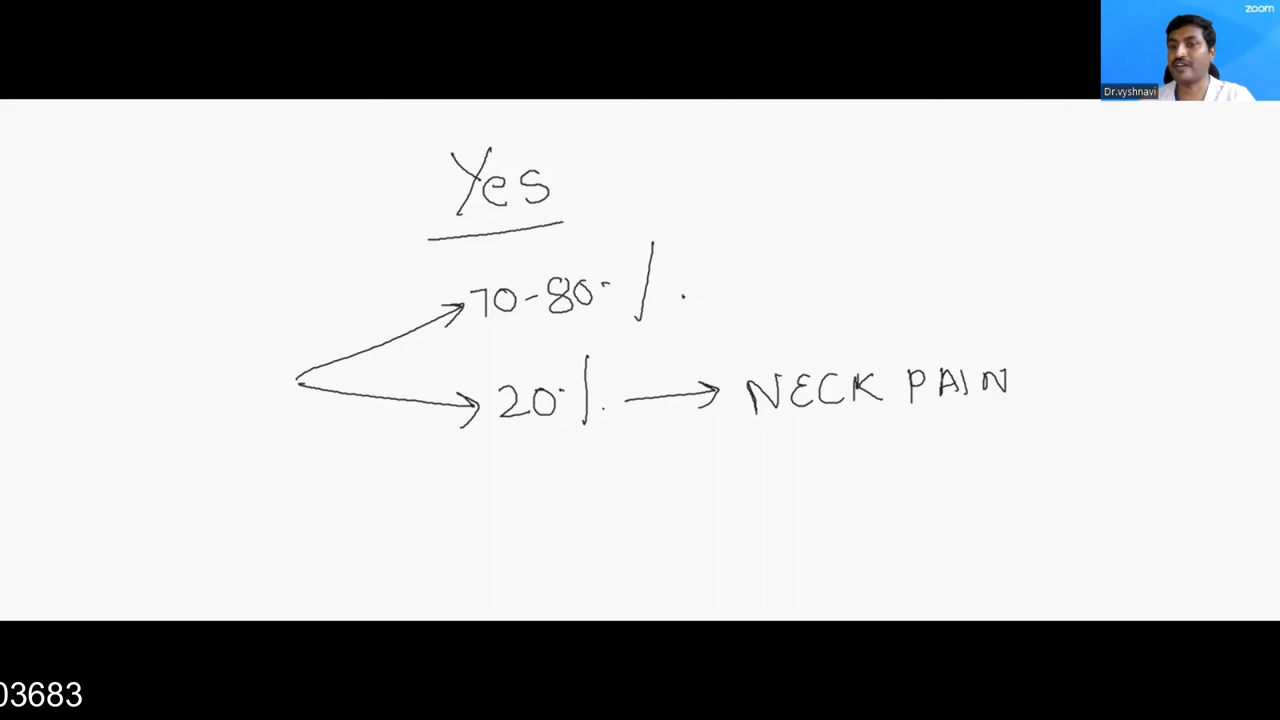 zoom
Dr.vyshnavi
Yes
70-80%.
20% → NECK PAIN
03683